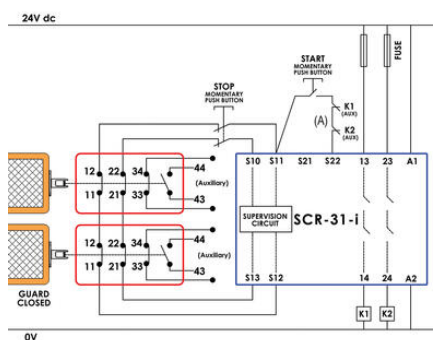 24V dc
START
MOMENTARY
PUSH BUTTON
FUSE
STOP
MOMENTARY
PUSH BUTTON
K1
(AUX)
(A)
K2
(AUX)
S10 S11 S21 S22 13 23 A1
12 22 34 44
(Auxiliary)
11 21 33 43
SUPERVISION
CIRCUIT
SCR-31-i
12 22 34 44
(Auxiliary)
11 21 33 43
S13 S12 14 24 A2
GUARD
CLOSED
K1 K2
0V